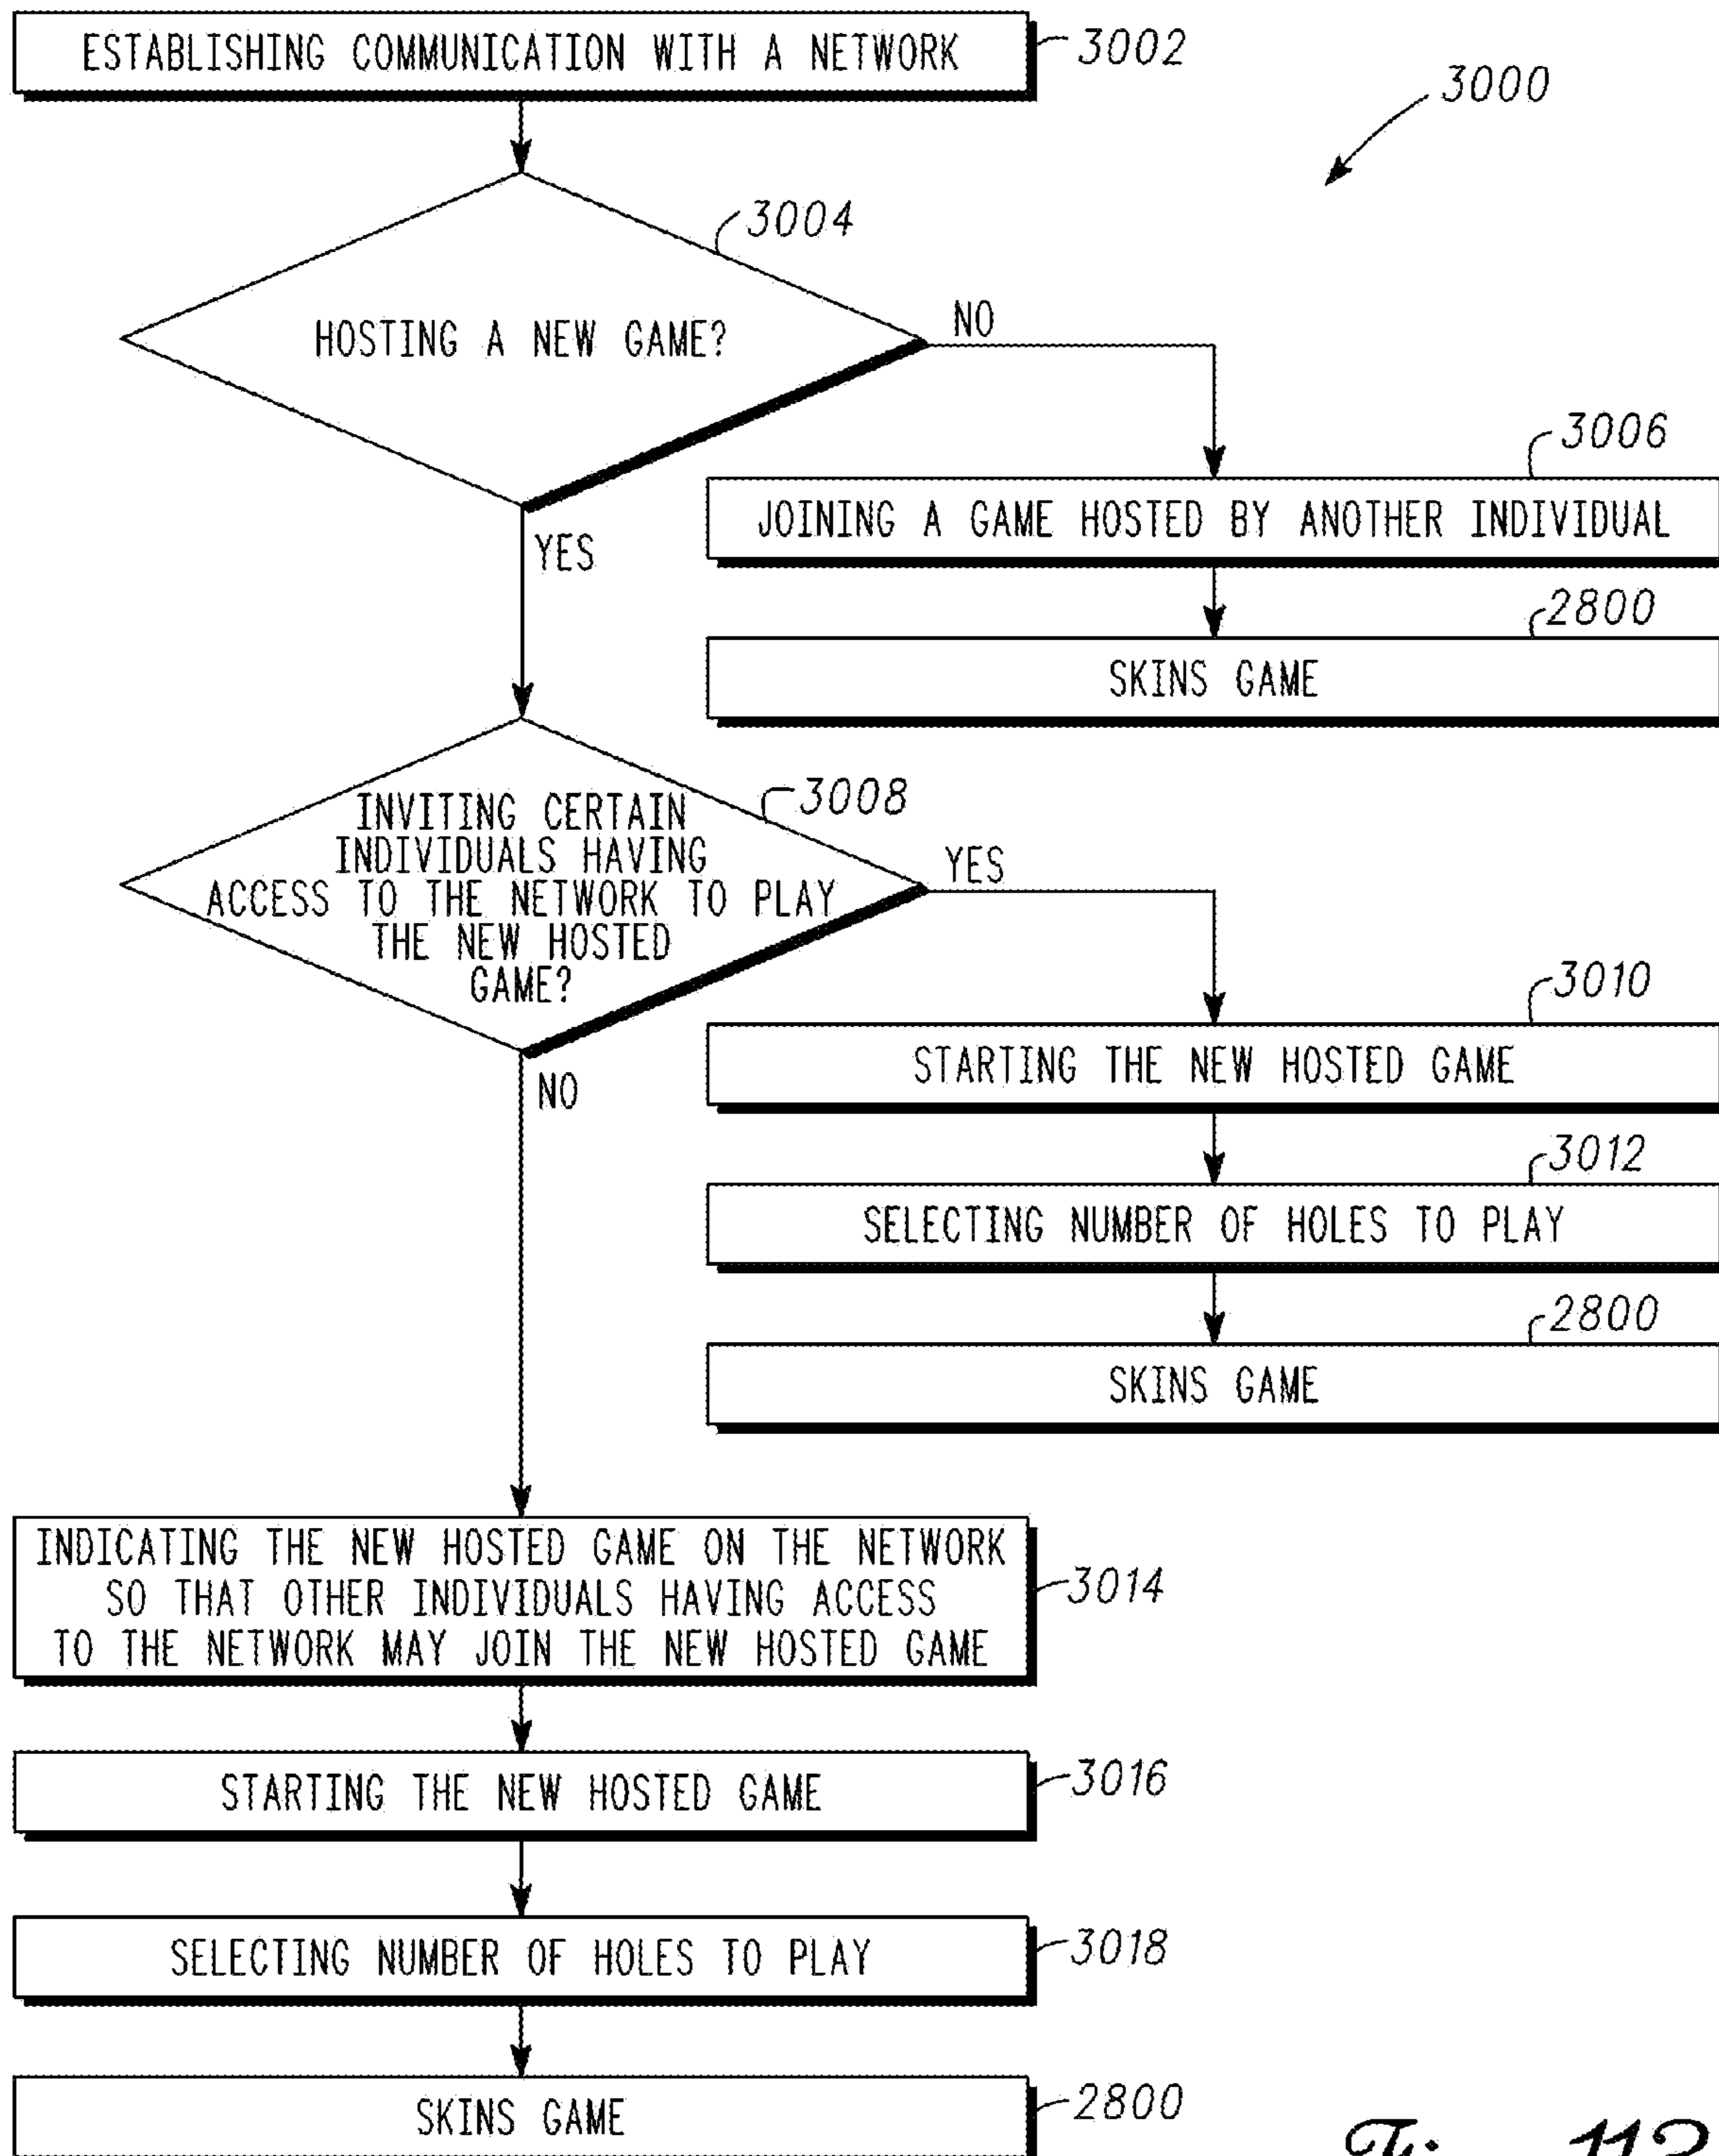 ESTABLISHING COMMUNICATION WITH A NETWORK
3002
3000
3004
HOSTING A NEW GAME?
NO
YES
3006
JOINING A GAME HOSTED BY ANOTHER INDIVIDUAL
2800
SKINS GAME
3008
INVITING CERTAIN
INDIVIDUALS HAVING
ACCESS TO THE NETWORK TO PLAY
THE NEW HOSTED
GAME?
YES
NO
3010
STARTING THE NEW HOSTED GAME
3012
SELECTING NUMBER OF HOLES TO PLAY
2800
SKINS GAME
INDICATING THE NEW HOSTED GAME ON THE NETWORK
SO THAT OTHER INDIVIDUALS HAVING ACCESS
TO THE NETWORK MAY JOIN THE NEW HOSTED GAME
3014
STARTING THE NEW HOSTED GAME
3016
SELECTING NUMBER OF HOLES TO PLAY
3018
SKINS GAME
2800